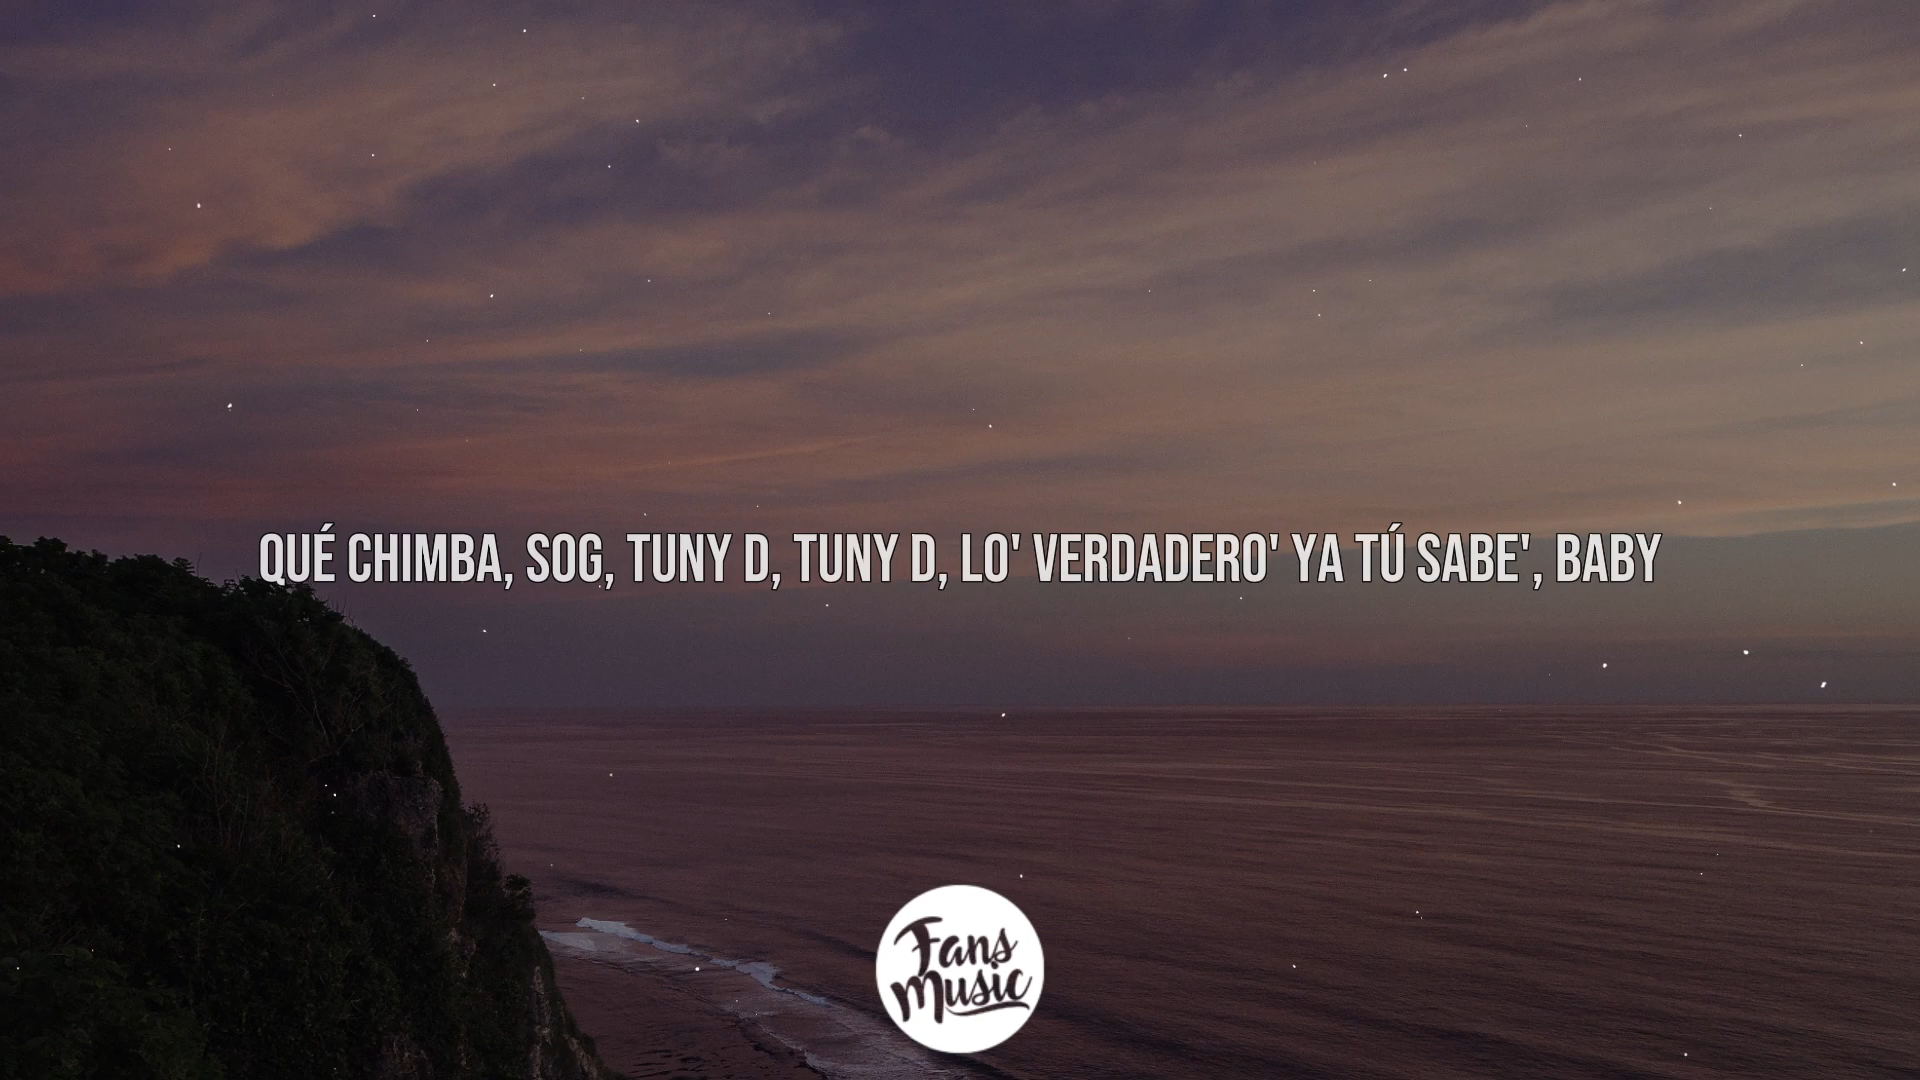 QUÉ CHIMBA, SOG, TUNY D, TUNY D, LO' VERDADERO' YA TÚ SABE', BABY
Fans
Music